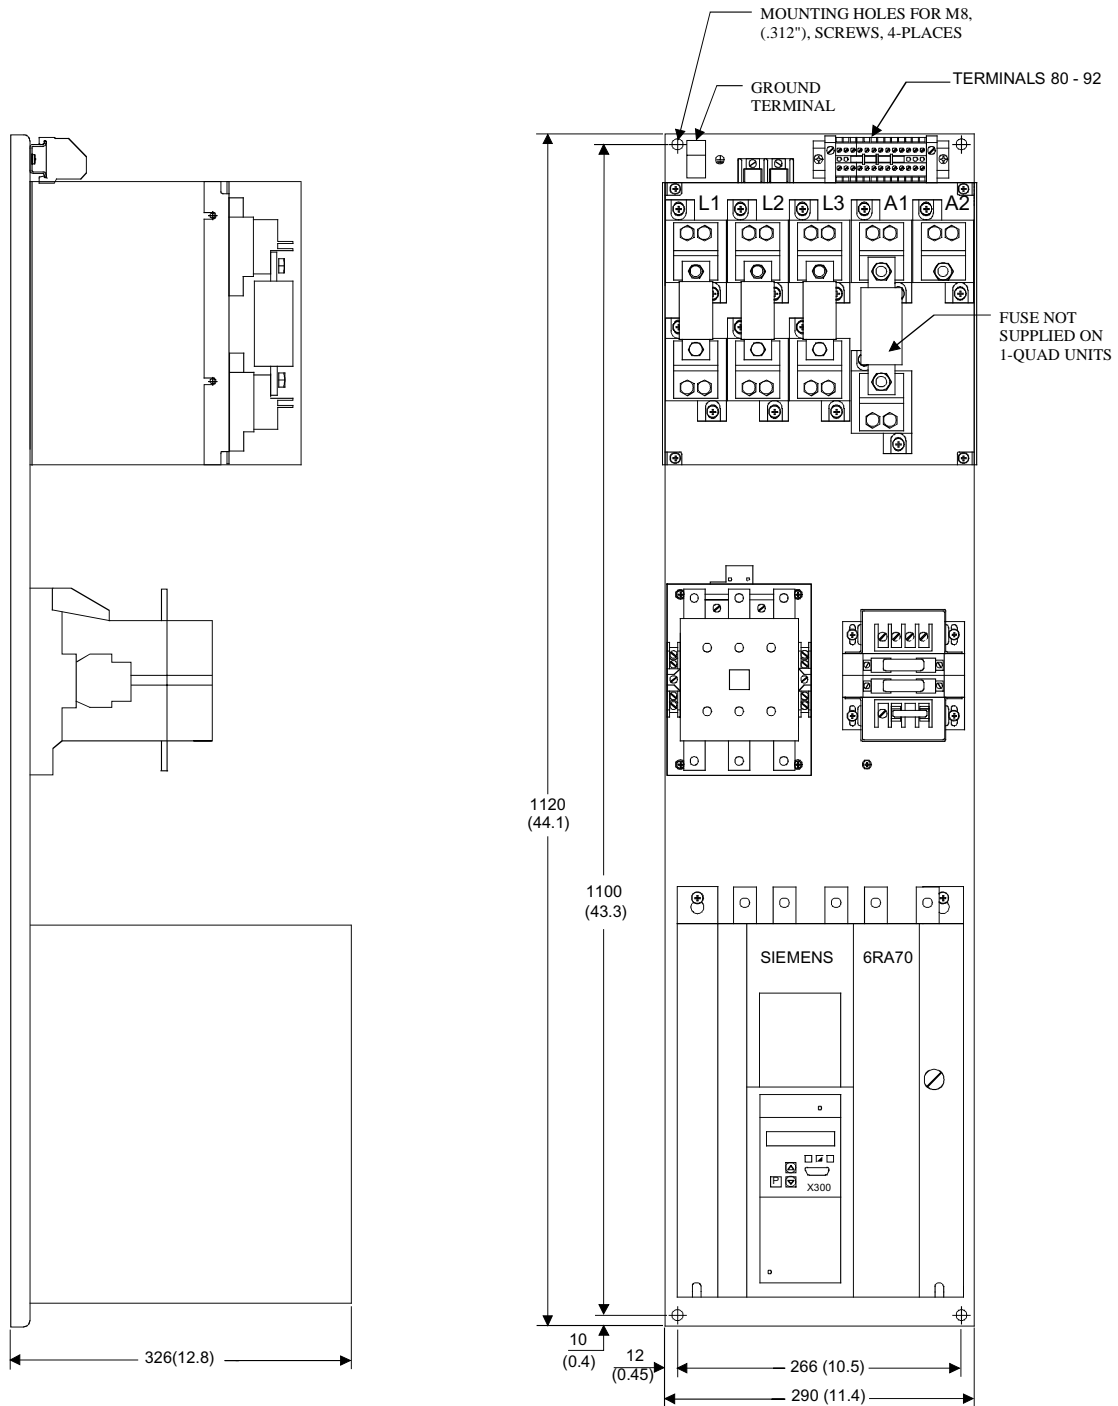 MOUNTING HOLES FOR M8,
(.312"), SCREWS, 4-PLACES
TERMINALS 80 - 92
GROUND
TERMINAL
L1 L2 L3 A1 A2
FUSE NOT
SUPPLIED ON
1-QUAD UNITS
1120
(44.1)
1100
(43.3)
SIEMENS 6RA70
P
X300
10
(0.4)
12
(0.45)
326(12.8)
266 (10.5)
290 (11.4)